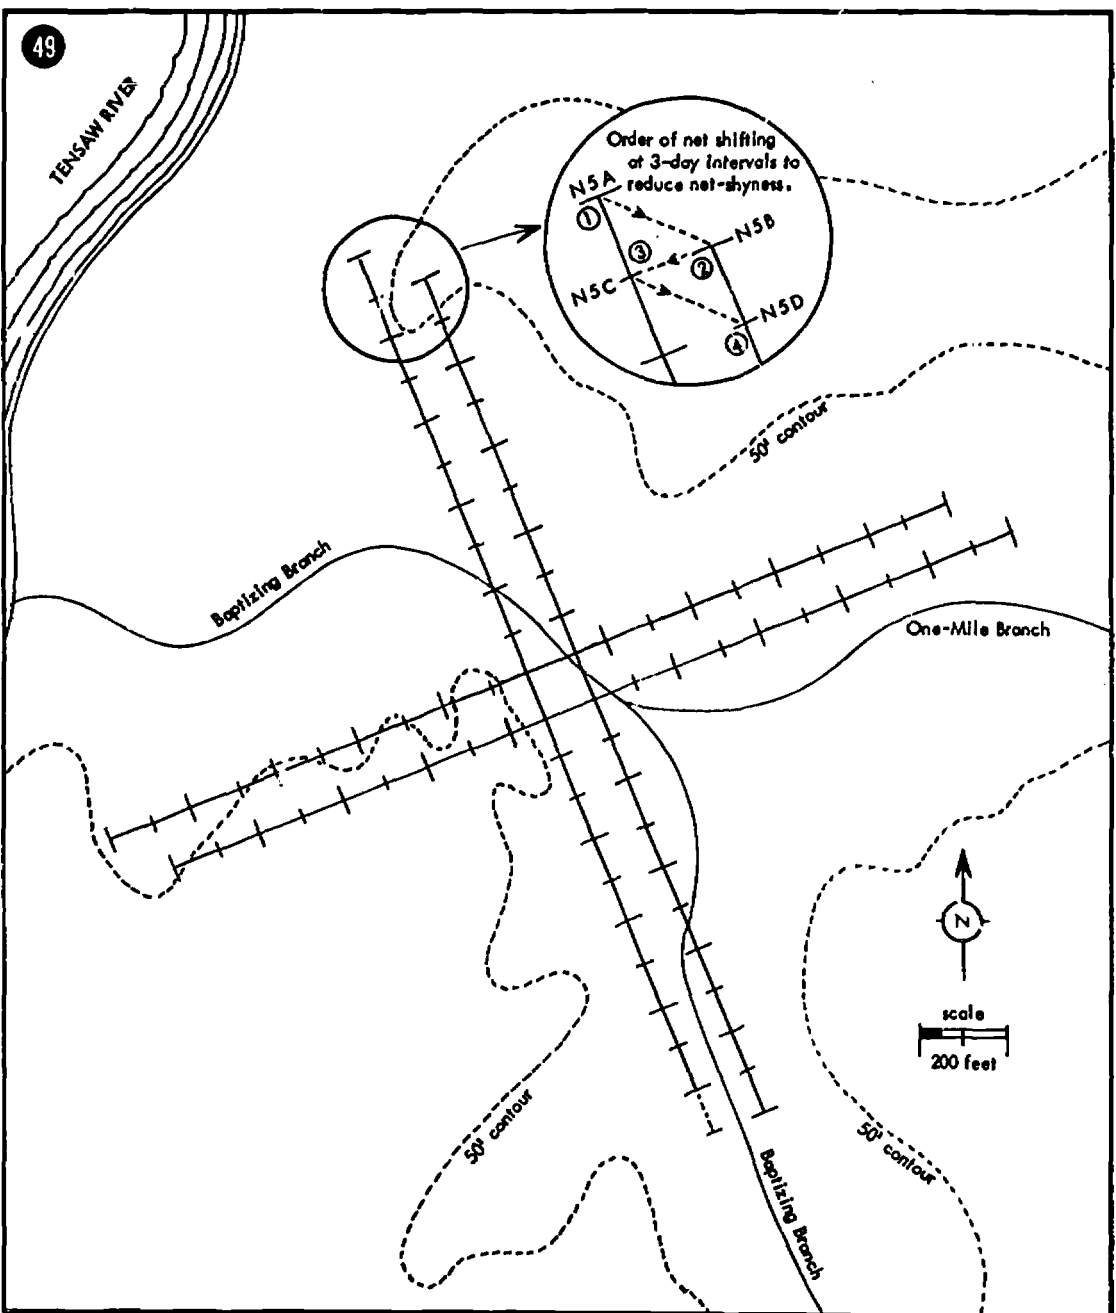 49
TENSAW RIVER
Order of net shifting
at 3-day intervals to
reduce net-shyness.
N5A
1
N5B
3
2
N5C
N5D
4
50' contour
Baptizing Branch
One-Mile Branch
N
scale
200 feet
50' contour
50' contour
Baptizing Branch